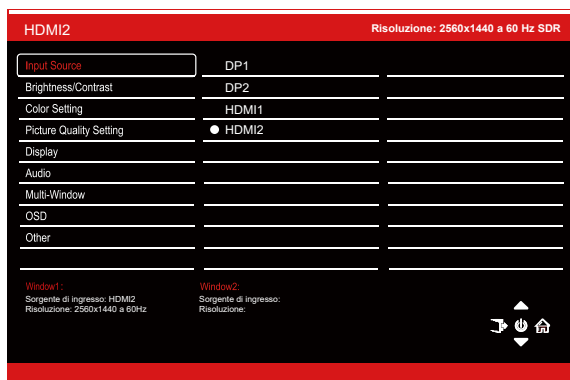 HDMI2 Risoluzione: 2560x1440 a 60 Hz SDR
Input Source DP1
Brightness/Contrast DP2
Color Setting HDMI1
Picture Quality Setting HDMI2
Display
Audio
Multi-Window
OSD
Other
Window1: Window2:
Sorgente di ingresso: HDMI2 Sorgente di ingresso:
Risoluzione: 2560x1440 a 60Hz Risoluzione: